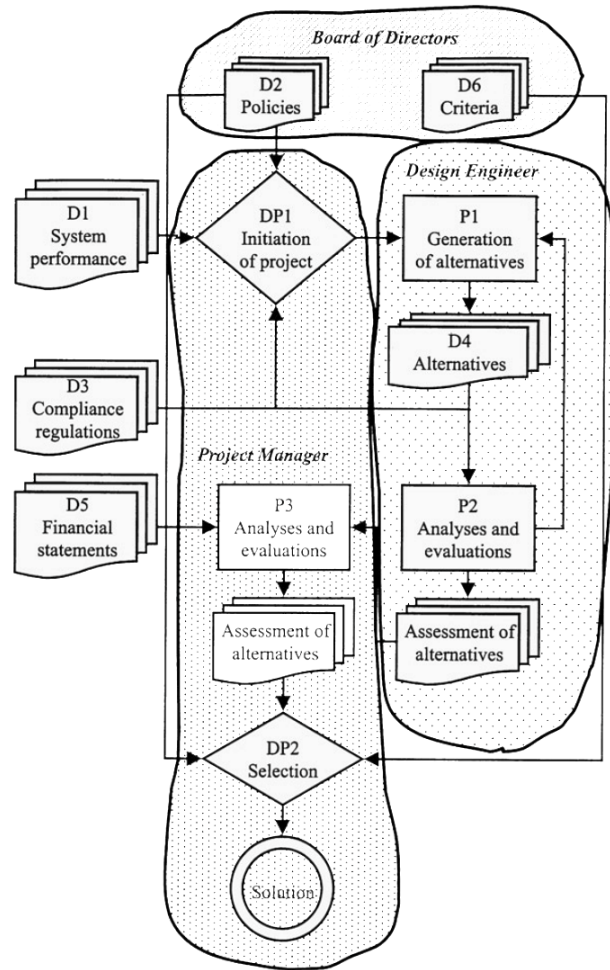 Board of Directors
D2
Policies
D6
Criteria
Design Engineer
D1
System
performance
DP1
Initiation
of project
P1
Generation
of alternatives
D4
Alternatives
D3
Compliance
regulations
Project Manager
D5
Financial
statements
P3
Analyses and
evaluations
P2
Analyses and
evaluations
Assessment of
alternatives
Assessment of
alternatives
DP2
Selection
Solution